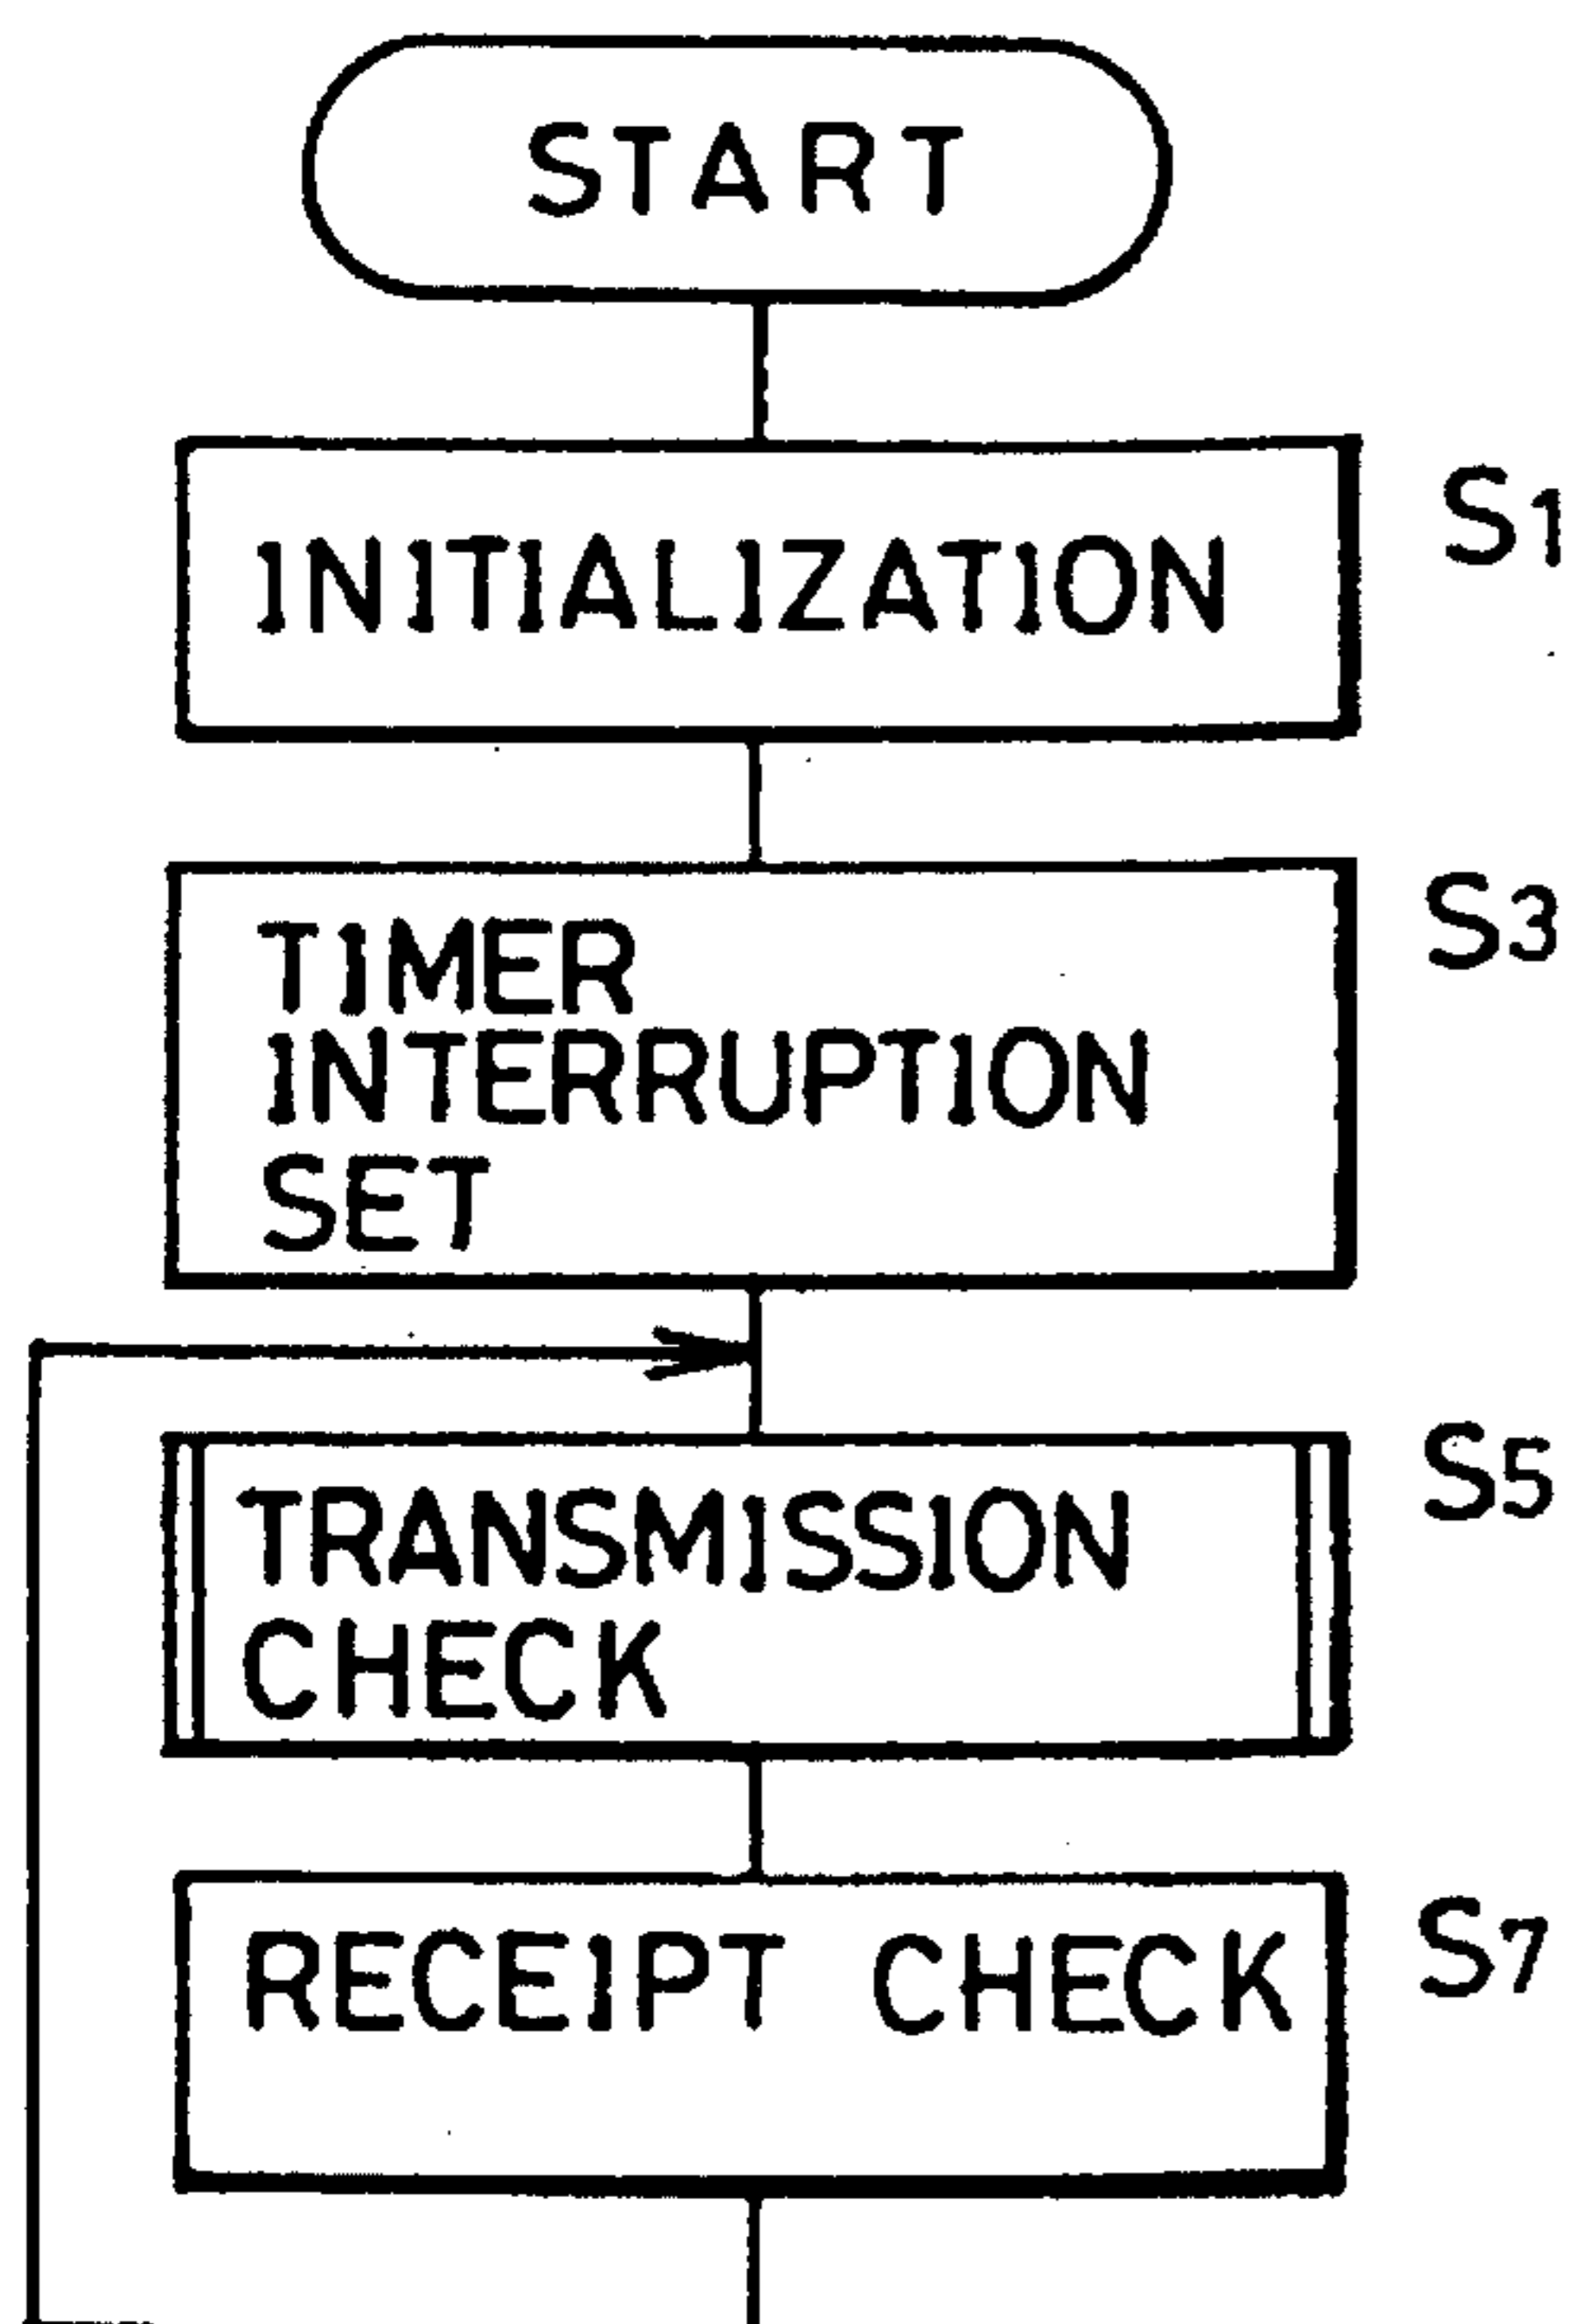 START
INITIALIZATION
S1
TIMER
INTERRUPTION
SET
S3
TRANSMISSION
CHECK
S5
RECEIPT CHECK
S7